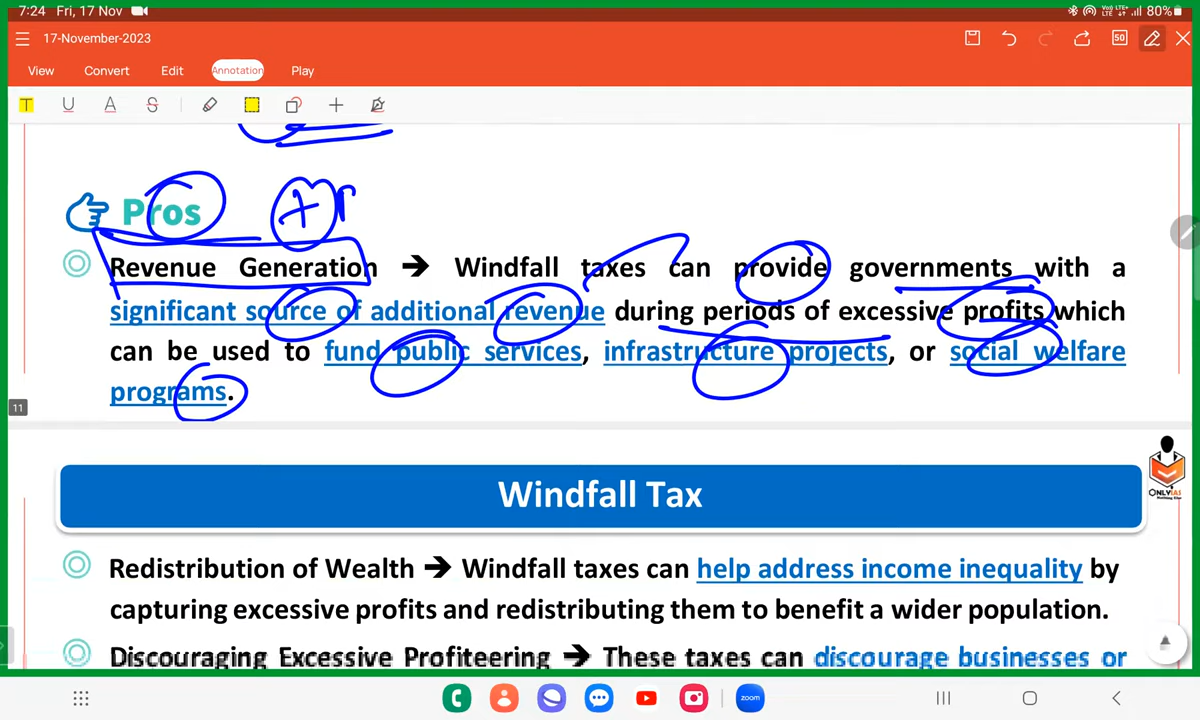 7:24 Fri, 17 Nov
80%
17-November-2023
50
View Convert Edit Annotation Play
T U A S
Pros
Revenue Generation → Windfall taxes can provide governments with a
significant source of additional revenue during periods of excessive profits which
can be used to fund public services, infrastructure projects, or social welfare
programs.
11
Windfall Tax
ONLYIAS
Redistribution of Wealth → Windfall taxes can help address income inequality by
capturing excessive profits and redistributing them to benefit a wider population.
Discouraging Excessive Profiteering → These taxes can discourage businesses or
zoom